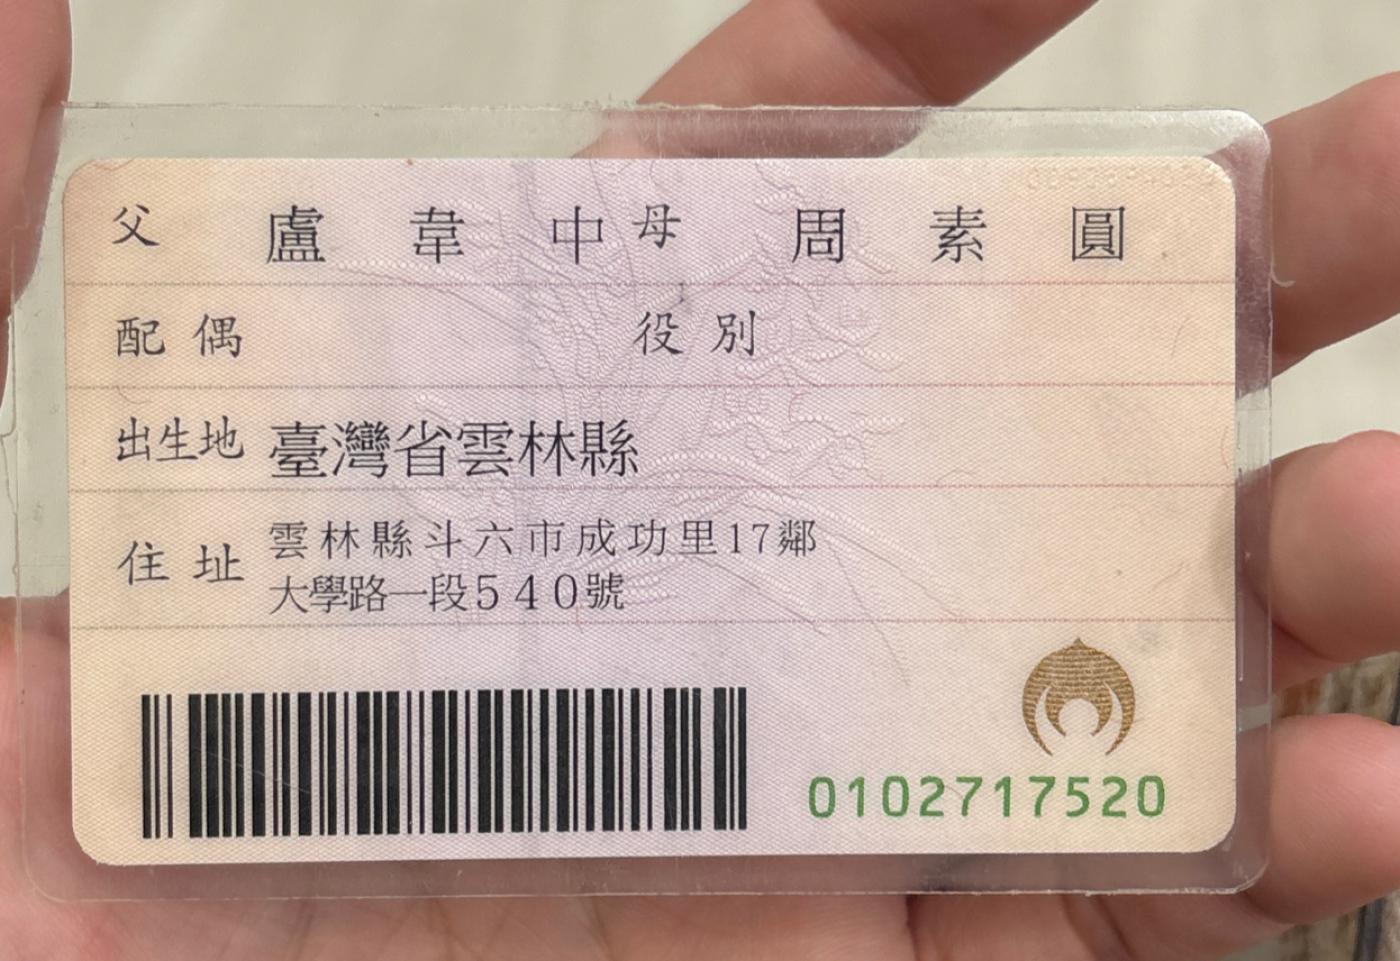 父 盧韋中 母 周素圓
配偶 役別
出生地 臺灣省雲林縣
住址 雲林縣斗六市成功里17鄰
大學路一段540號
0102717520